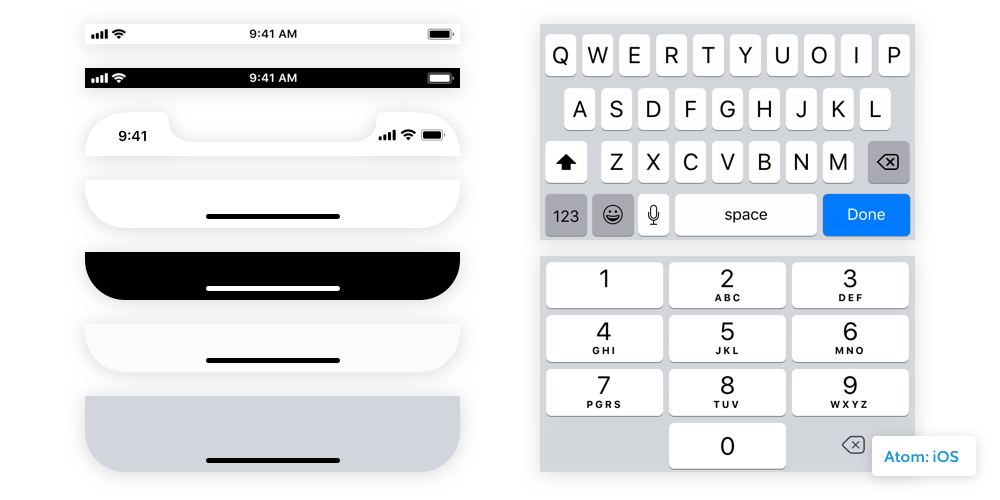 9:41 AM
9:41 AM
9:41
Q W E R T Y U O I P
A S D F G H J K L
Z X C V B N M
123 space Done
1 2 3
ABC DEF
4 5 6
GHI JKL MNO
7 8 9
PGRS TUV WXYZ
0
Atom: iOS